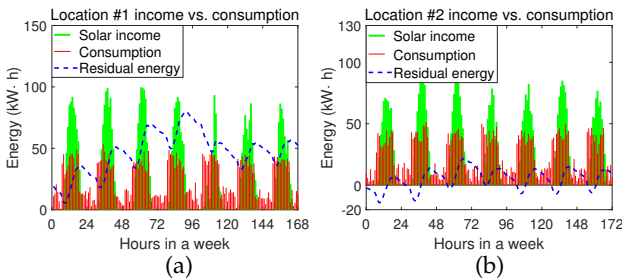 Location #1 income vs. consumption
Solar income
Consumption
Residual energy
Energy (kW· h)
150
100
50
0
0 24 48 72 96 120 144 168
Hours in a week
(a)
Location #2 income vs. consumption
Solar income
Consumption
Residual energy
Energy (kW· h)
130
100
50
0
-20
0 24 48 72 96 120 148 172
Hours in a week
(b)